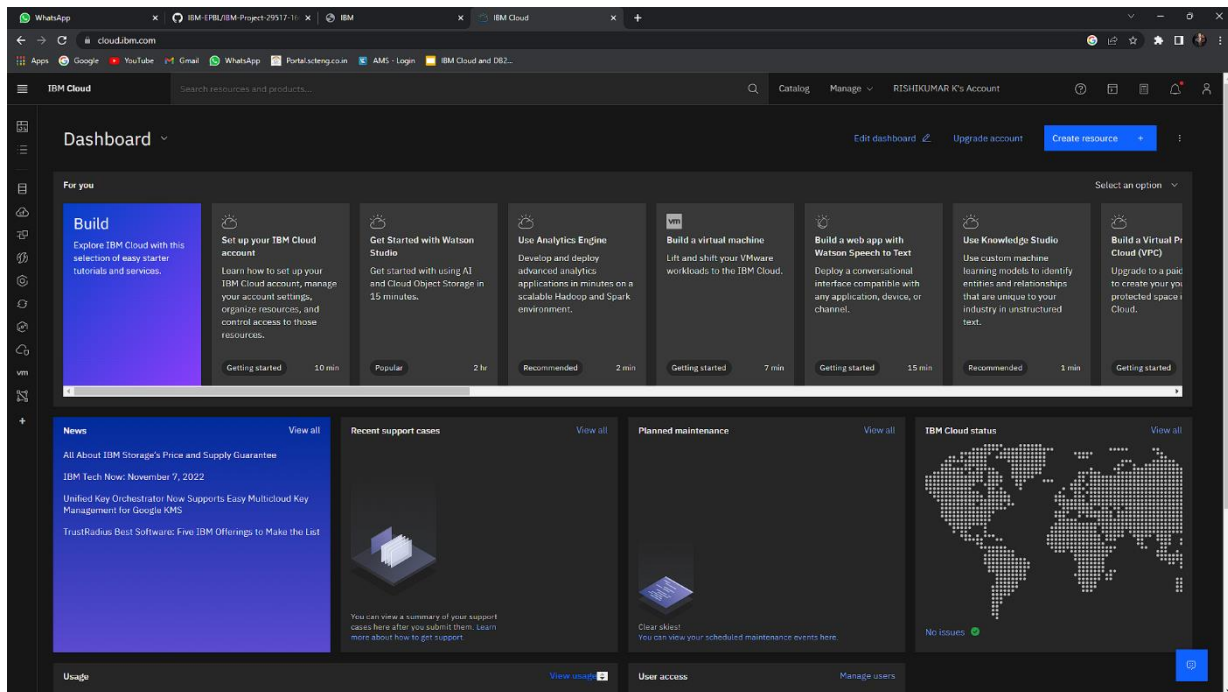 WhatsApp
IBM-EPBL/IBM-Project-29517-16
IBM
IBM Cloud
cloud.ibm.com
Apps
Google
YouTube
Gmail
WhatsApp
Portal.scteng.co.in
AMS - Login
IBM Cloud and DB2...
IBM Cloud
Search resources and products...
Catalog
Manage
RISHIKUMAR K's Account
Dashboard
Edit dashboard
Upgrade account
Create resource +
For you
Select an option
Build
Explore IBM Cloud with this
selection of easy starter
tutorials and services.
Set up your IBM Cloud
account
Learn how to set up your
IBM Cloud account, manage
your account settings,
organize resources, and
control access to those
resources.
Getting started
10 min
Get Started with Watson
Studio
Get started with using AI
and Cloud Object Storage in
15 minutes.
Popular
2 hr
Use Analytics Engine
Develop and deploy
advanced analytics
applications in minutes on a
scalable Hadoop and Spark
environment.
Recommended
2 min
vm
Build a virtual machine
Lift and shift your VMware
workloads to the IBM Cloud.
Getting started
7 min
Build a web app with
Watson Speech to Text
Deploy a conversational
interface compatible with
any application, device, or
channel.
Getting started
15 min
Use Knowledge Studio
Use custom machine
learning models to identify
entities and relationships
that are unique to your
industry in unstructured
text.
Recommended
1 min
Build a Virtual Pr
Cloud (VPC)
Upgrade to a paid
to create your you
protected space i
Cloud.
Getting started
vm
News
View all
All About IBM Storage's Price and Supply Guarantee
IBM Tech Now: November 7, 2022
Unified Key Orchestrator Now Supports Easy Multicloud Key
Management for Google KMS
TrustRadius Best Software: Five IBM Offerings to Make the List
Recent support cases
View all
You can view a summary of your support
cases here after you submit them. Learn
more about how to get support.
Planned maintenance
View all
Clear skies!
You can view your scheduled maintenance events here.
IBM Cloud status
View all
No issues
Usage
View usage
User access
Manage users